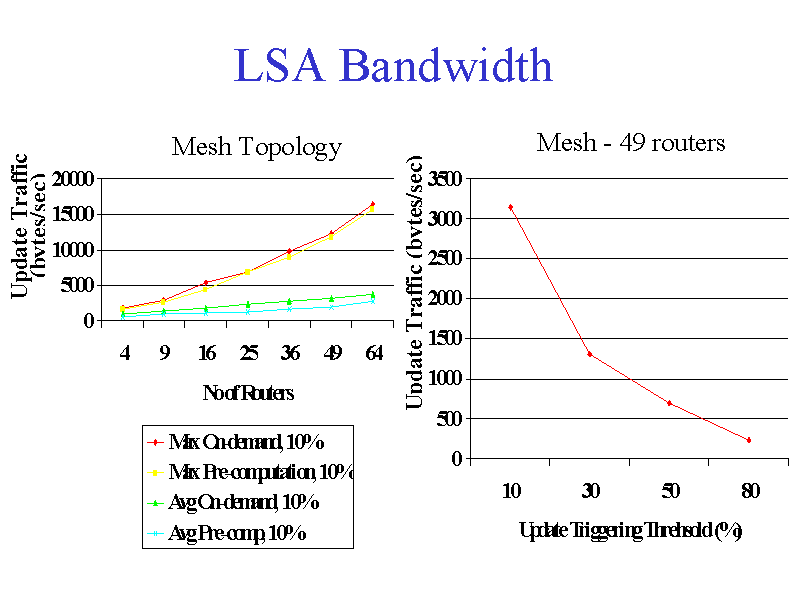 LSA Bandwidth
Mesh Topology
Update Traffic
(bytes/sec)
20000
15000
10000
5000
0
4 9 16 25 36 49 64
No of Routers
Max On-demand, 10%
Max Pre-computation, 10%
Avg On-demand, 10%
Avg Pre-comp, 10%
Mesh - 49 routers
Update Traffic (bytes/sec)
3500
3000
2500
2000
1500
1000
500
0
10 30 50 80
Update Triggering Threhsold (%)